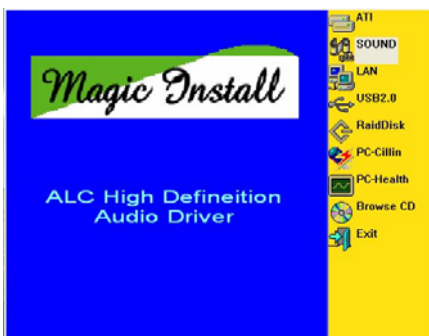 Magic Install
ALC High Defineition
Audio Driver
ATI
SOUND
LAN
USB2.0
RaidDisk
PC-Cillin
PC-Health
Browse CD
Exit